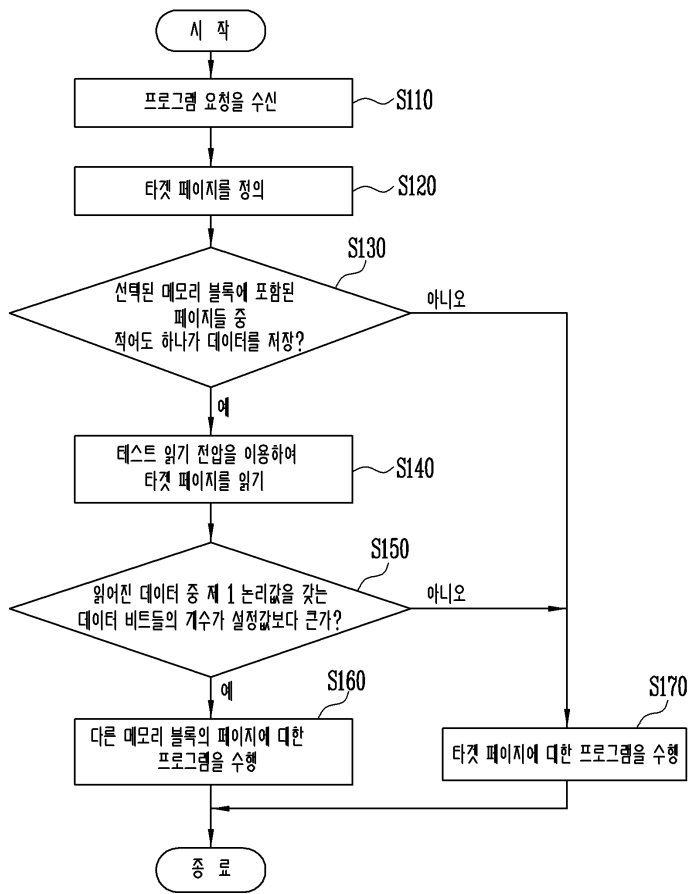 시 작
프로그램 요청을 수신
S110
타겟 페이지를 정의
S120
S130
선택된 메모리 블록에 포함된
페이지들 중
적어도 하나가 데이터를 저장?
아니오
예
테스트 읽기 전압을 이용하여
타겟 페이지를 읽기
S140
S150
읽어진 데이터 중 제 1 논리값을 갖는
데이터 비트들의 개수가 설정값보다 큰가?
아니오
예
S160
다른 메모리 블록의 페이지에 대한
프로그램을 수행
S170
타겟 페이지에 대한 프로그램을 수행
종 료